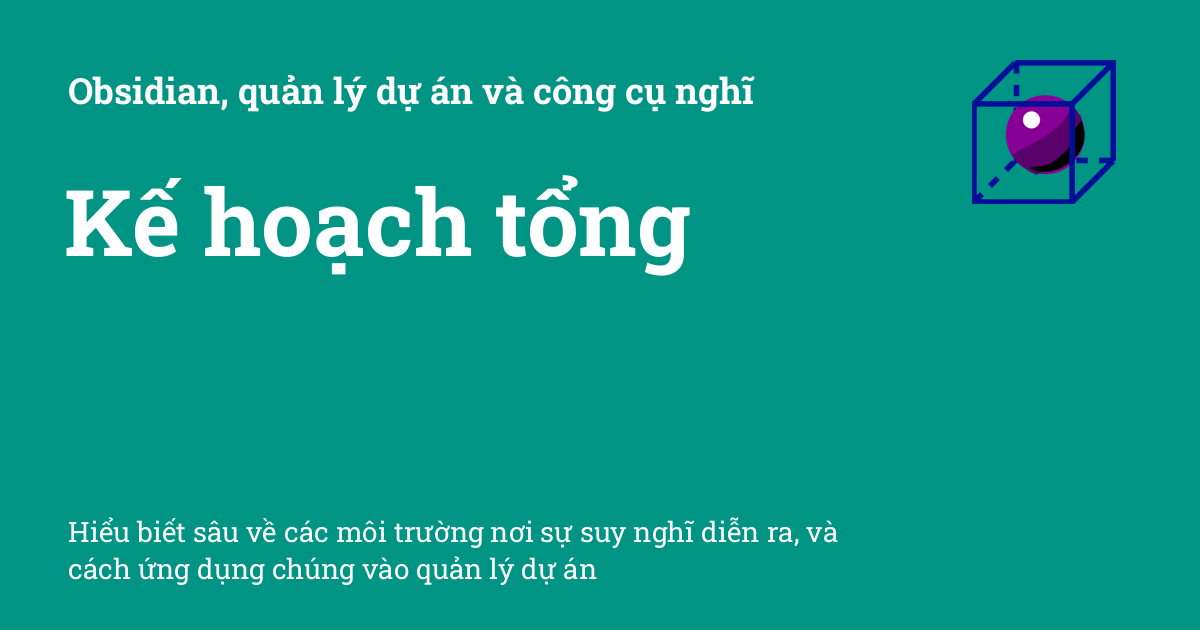 Obsidian, quản lý dự án và công cụ nghĩ
Kế hoạch tổng
Hiểu biết sâu về các môi trường nơi sự suy nghĩ diễn ra, và
cách ứng dụng chúng vào quản lý dự án